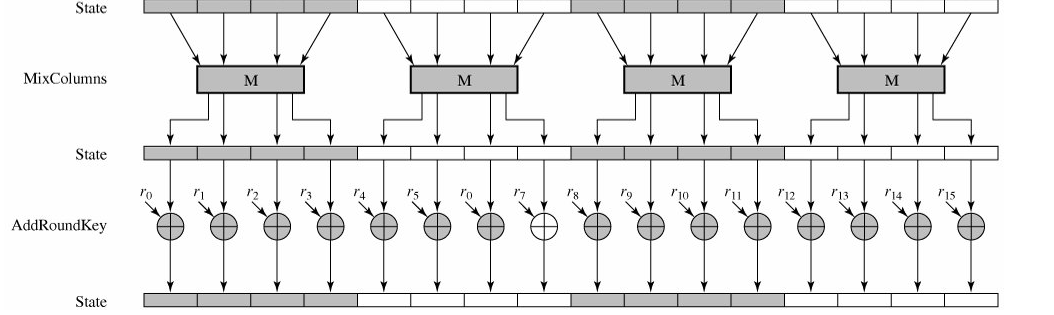 State
MixColumns M M M M
State
r0 r1 r2 r3 r4 r5 r0 r7 r8 r9 r10 r11 r12 r13 r14 r15
AddRoundKey
State